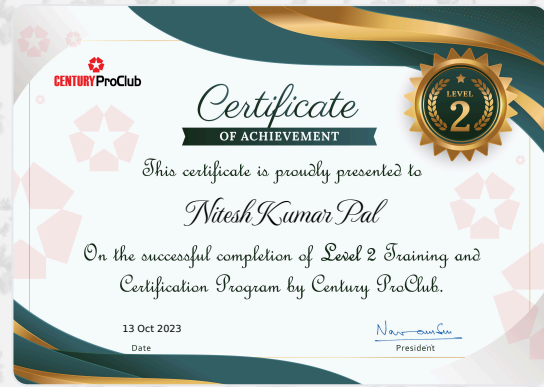 CENTURY ProClub
LEVEL
2
Certificate
OF ACHIEVEMENT
This certificate is proudly presented to
Nitesh Kumar Pal
On the successful completion of Level 2 Training and
Certification Program by Century ProClub.
13 Oct 2023
Date
President